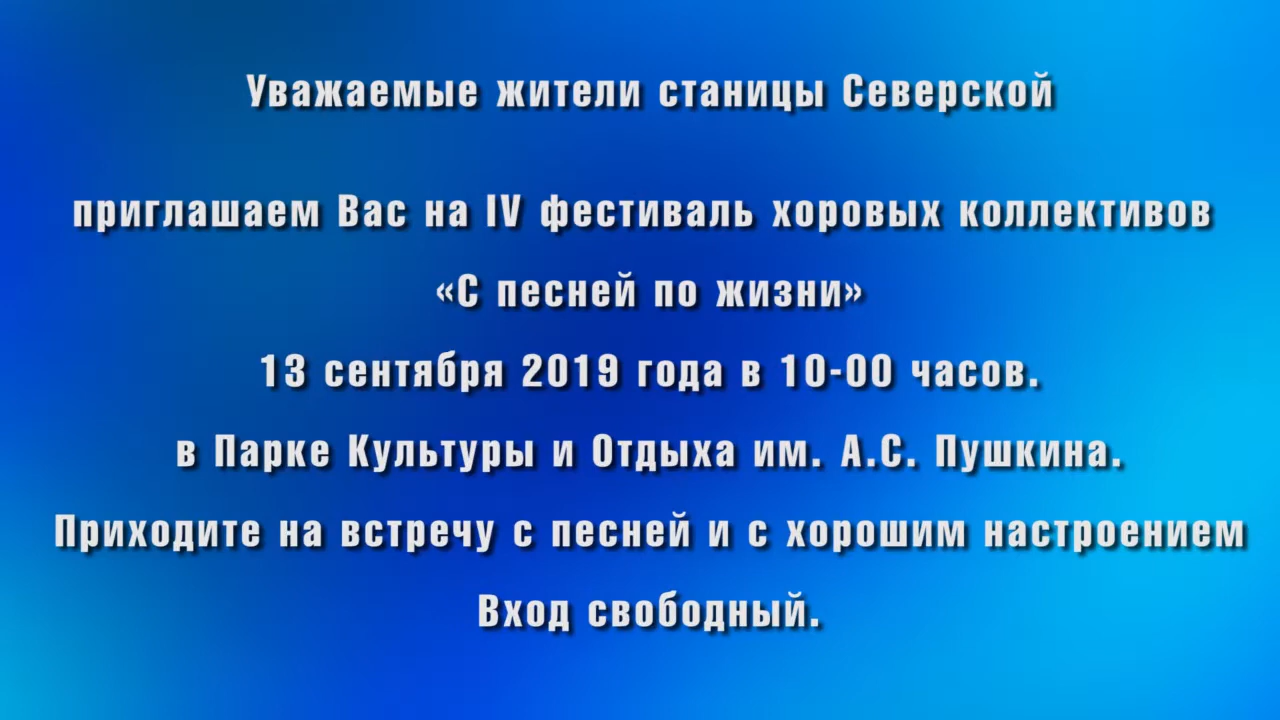 Уважаемые жители станицы Северской
приглашаем Вас на IV фестиваль хоровых коллективов
«С песней по жизни»
13 сентября 2019 года в 10-00 часов.
в Парке Культуры и Отдыха им. А.С. Пушкина.
Приходите на встречу с песней и с хорошим настроением
Вход свободный.